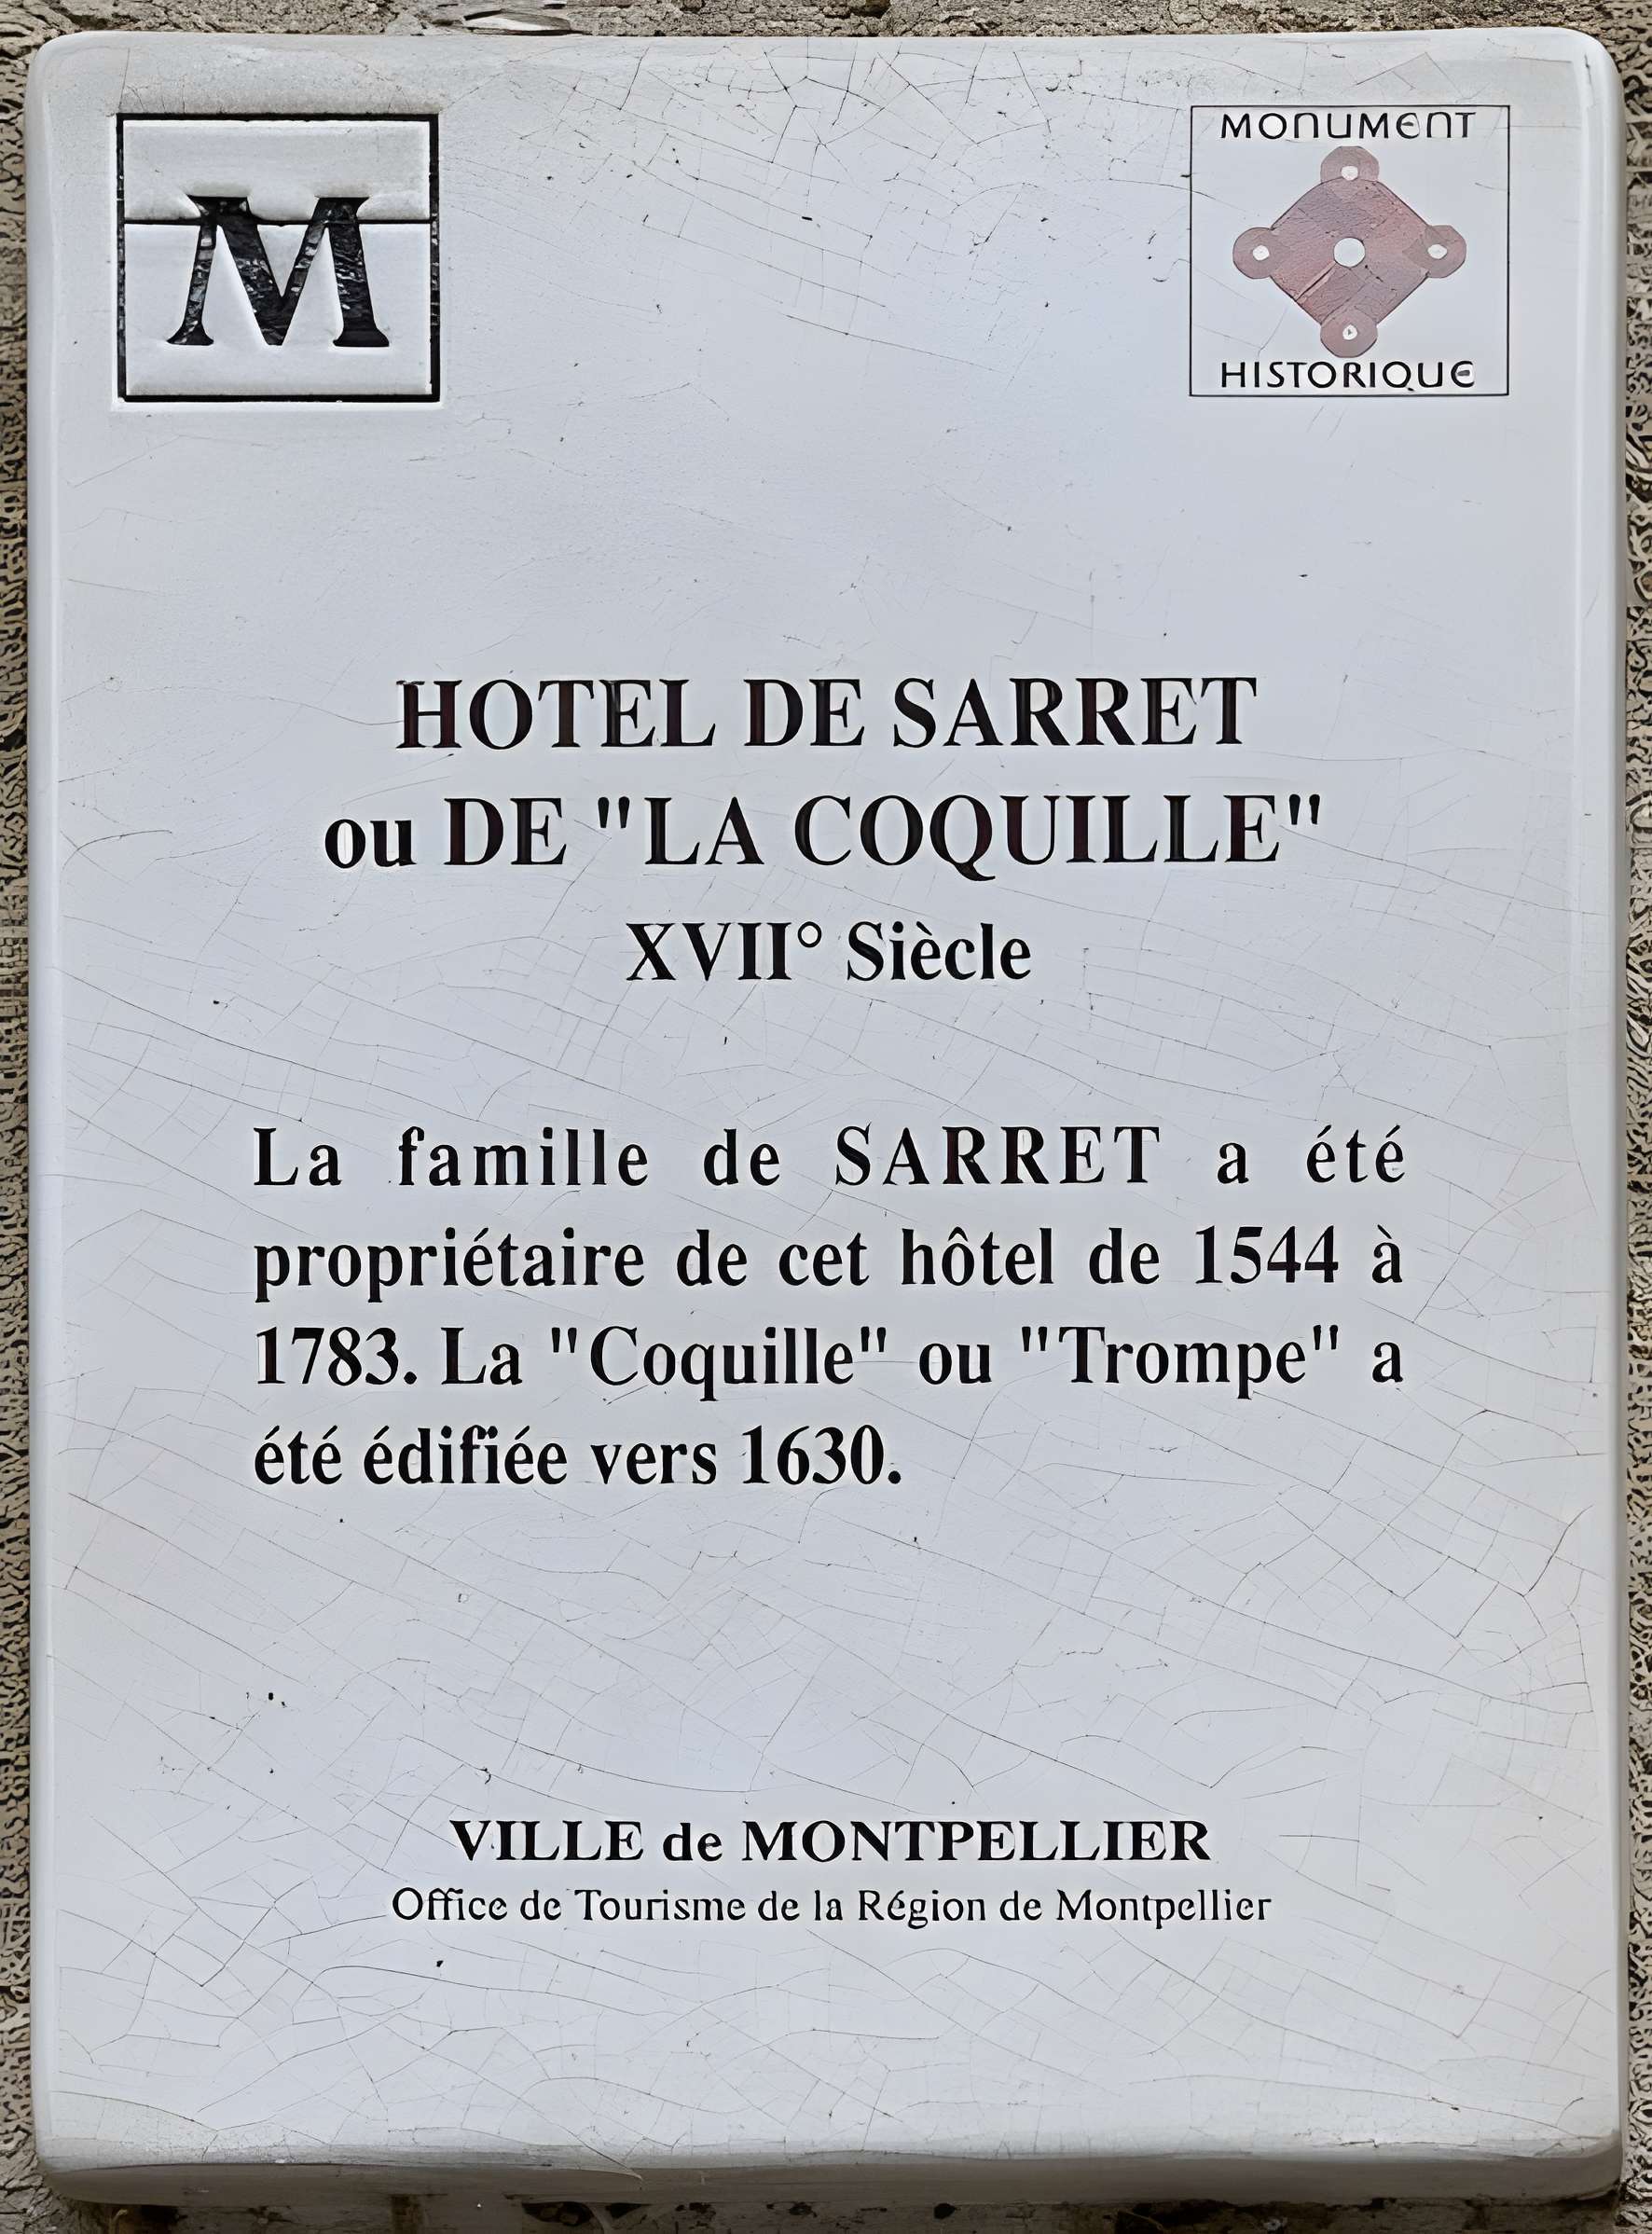 M
MONUMENT
HISTORIQUE
HOTEL DE SARRET
ou DE "LA COQUILLE"
XVII° Siècle
La famille de SARRET a été
propriétaire de cet hôtel de 1544 à
1783. La "Coquille" ou "Trompe" a
été édifiée vers 1630.
VILLE de MONTPELLIER
Office de Tourisme de la Région de Montpellier